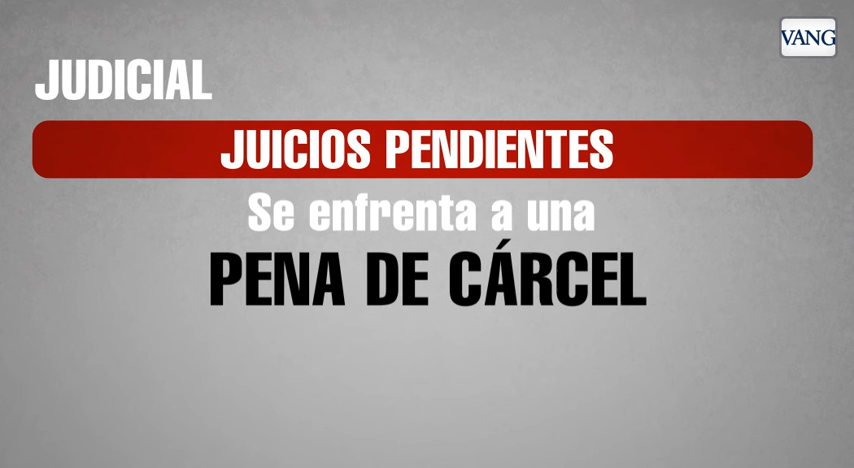 VANG
JUDICIAL
JUICIOS PENDIENTES
Se enfrenta a una
PENA DE CÁRCEL